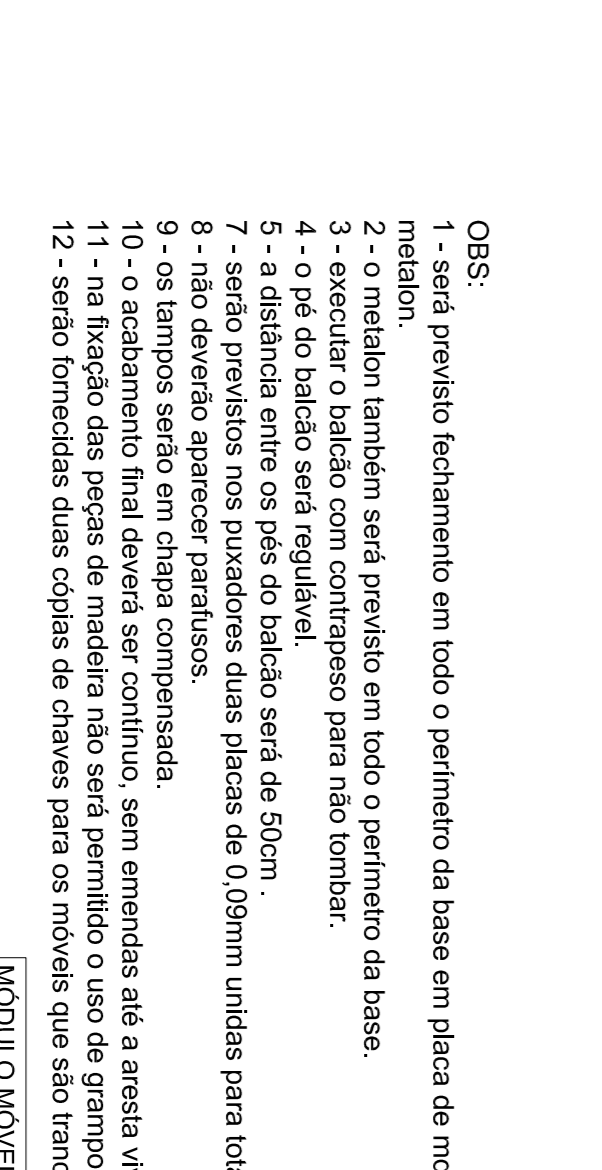 OBS:
1 - será previsto fechamento em todo o perímetro da base em placa de
metalon.
2 - o metalon também será previsto em todo o perímetro da base.
3 - executar o balcão com contrapeso para não tombar.
4 - o pé do balcão será regulável.
5 - a distância entre os pés do balcão será de 50cm .
7 - serão previstos nos puxadores duas placas de 0,09mm unidas para
8 - não deverão aparecer parafusos.
9 - os tampos serão em chapa compensada.
10 - o acabamento final deverá ser contínuo, sem emendas até a aresta
11 - na fixação das peças de madeira não será permitido o uso de grampo
12 - serão fornecidas duas cópias de chaves para os móveis que são
MÓDULO MÓVEL